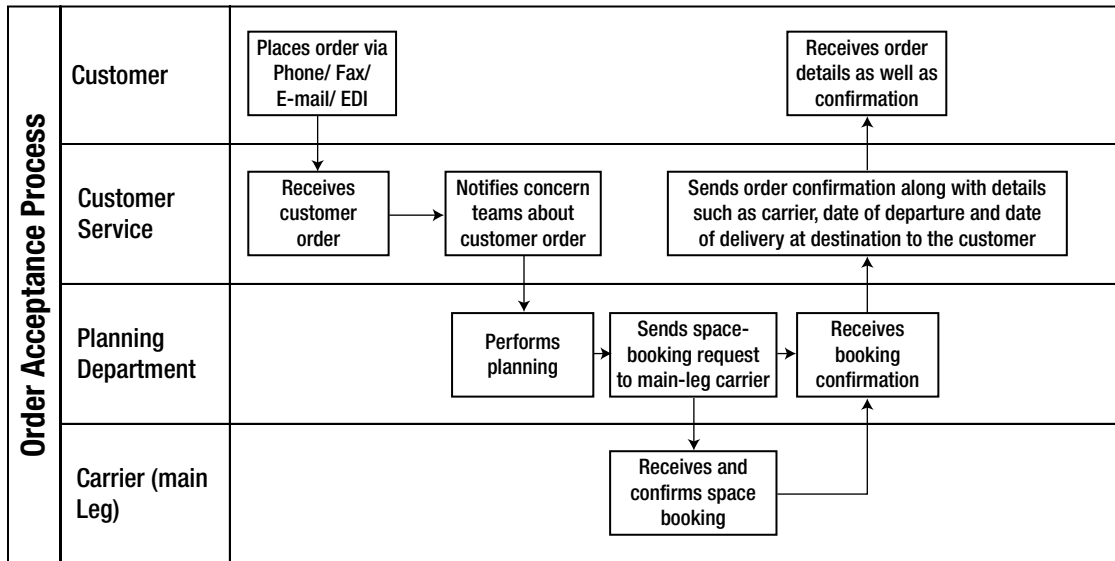 Order Acceptance Process
Customer
Places order via
Phone/ Fax/
E-mail/ EDI
Receives order
details as well as
confirmation
Customer
Service
Receives
customer
order
Notifies concern
teams about
customer order
Sends order confirmation along with details
such as carrier, date of departure and date
of delivery at destination to the customer
Planning
Department
Performs
planning
Sends space-
booking request
to main-leg carrier
Receives
booking
confirmation
Carrier (main
Leg)
Receives and
confirms space
booking